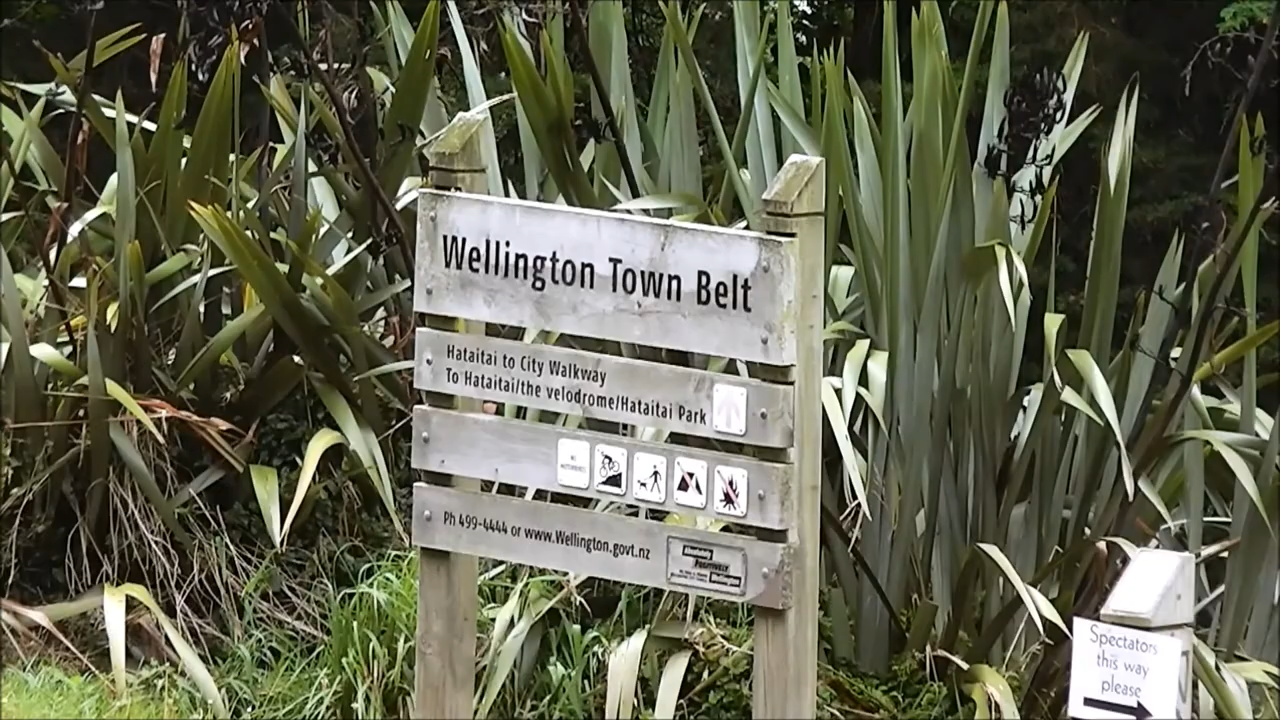 Wellington Town Belt
Hataitai to City Walkway
To Hataitai/the velodrome/Hataitai Park
Ph 499-4444 or www.Wellington.govt.nz
Absolutely
POSITIVELY
Wellington
Spectators
this way
please